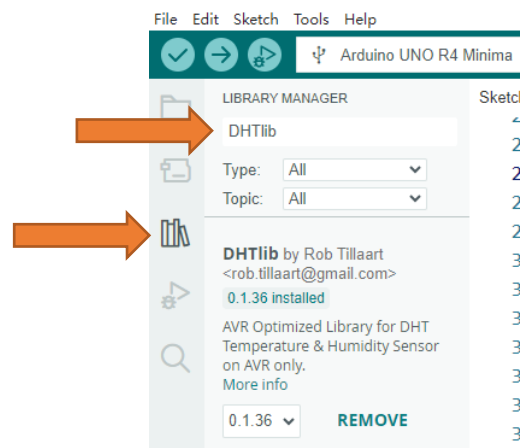 File Edit Sketch Tools Help
Arduino UNO R4 Minima
LIBRARY MANAGER
DHTlib
Type: All
Topic: All
DHTlib by Rob Tillaart
<rob.tillaart@gmail.com>
0.1.36 installed
AVR Optimized Library for DHT
Temperature & Humidity Sensor
on AVR only.
More info
0.1.36 REMOVE